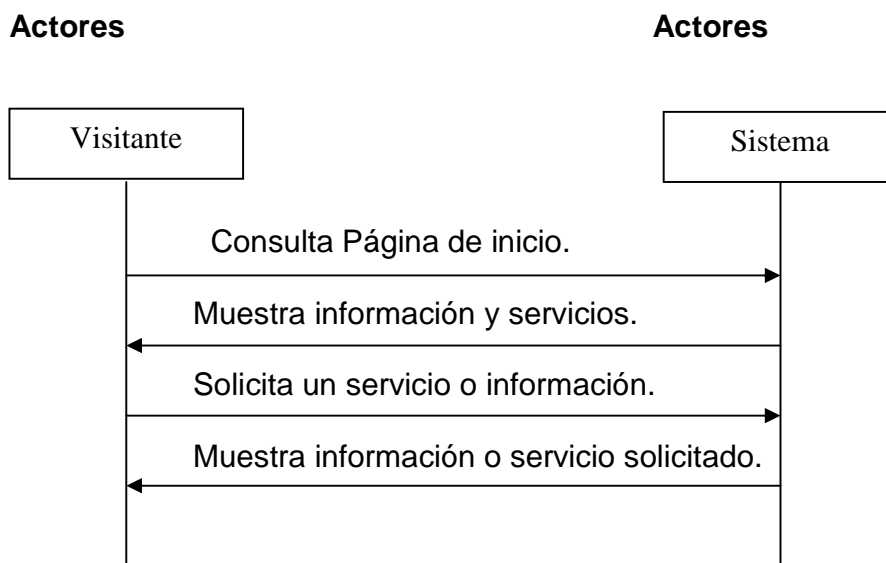 Actores Actores
Visitante
Sistema
Consulta Página de inicio.
Muestra información y servicios.
Solicita un servicio o información.
Muestra información o servicio solicitado.